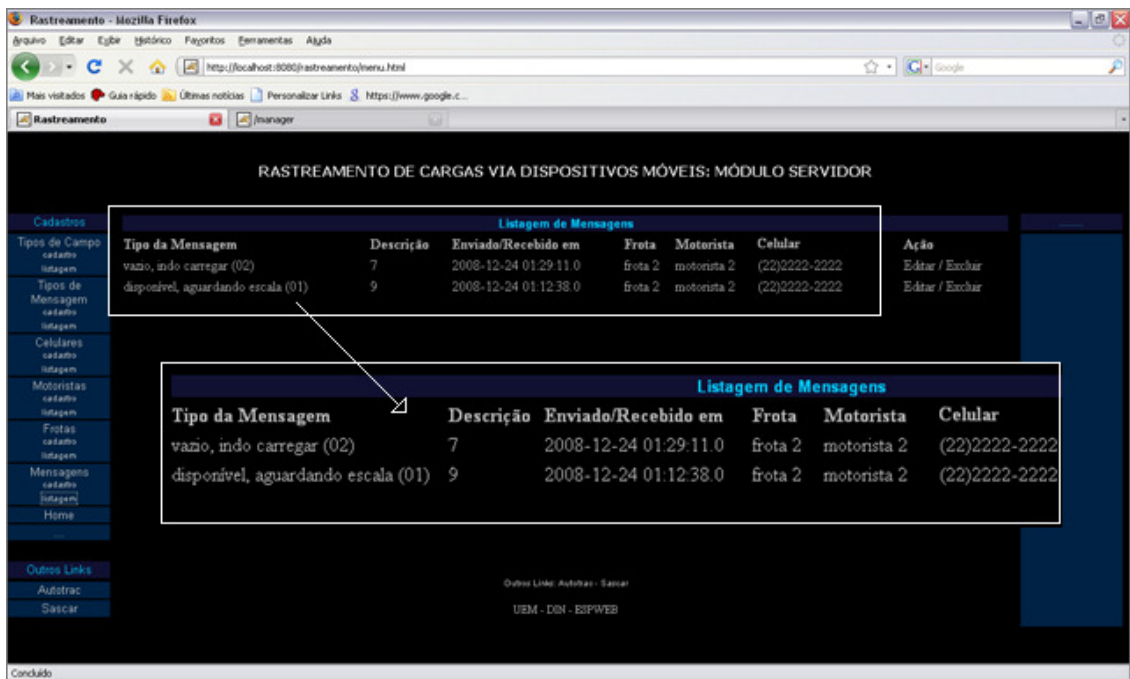 Rastreamento - Mozilla Firefox
Arquivo Editar Exibir Histórico Favoritos Ferramentas Ajuda
http://localhost:8080/rastreamento/menu.html
Google
Mais visitados Guia rápido Últimas notícias Personalizar Links https://www.google.c...
Rastreamento /manager
RASTREAMENTO DE CARGAS VIA DISPOSITIVOS MÓVEIS: MÓDULO SERVIDOR
Cadastros
Tipos de Campo
cadastro
listagem
Tipos de
Mensagem
cadastro
listagem
Celulares
cadastro
listagem
Motoristas
cadastro
listagem
Frotas
cadastro
listagem
Mensagens
cadastro
listagem
Home
....
Outros Links
Autotrac
Sascar
Listagem de Mensagens
Tipo da Mensagem Descrição Enviado/Recebido em Frota Motorista Celular Ação
vazio, indo carregar (02) 7 2008-12-24 01:29:11.0 frota 2 motorista 2 (22)2222-2222 Editar / Excluir
disponível, aguardando escala (01) 9 2008-12-24 01:12:38.0 frota 2 motorista 2 (22)2222-2222 Editar / Excluir
Listagem de Mensagens
Tipo da Mensagem Descrição Enviado/Recebido em Frota Motorista Celular
vazio, indo carregar (02) 7 2008-12-24 01:29:11.0 frota 2 motorista 2 (22)2222-2222
disponível, aguardando escala (01) 9 2008-12-24 01:12:38.0 frota 2 motorista 2 (22)2222-2222
Outros Links: Autotrac - Sascar
UEM - DIN - ESPWEB
Concluído